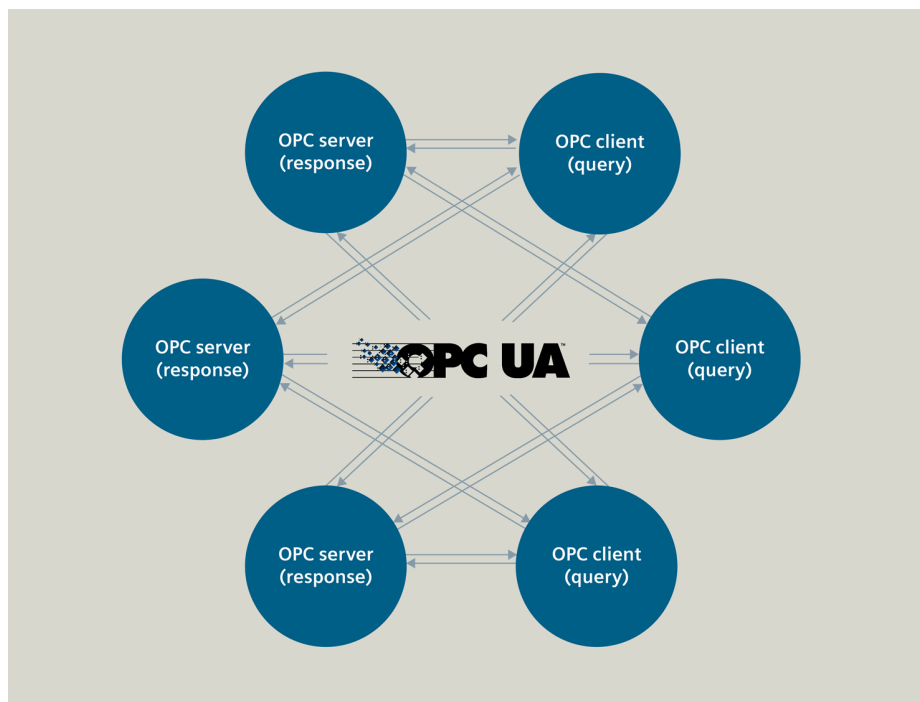 OPC server
(response)
OPC client
(query)
OPC server
(response)
OPC UA™
OPC client
(query)
OPC server
(response)
OPC client
(query)